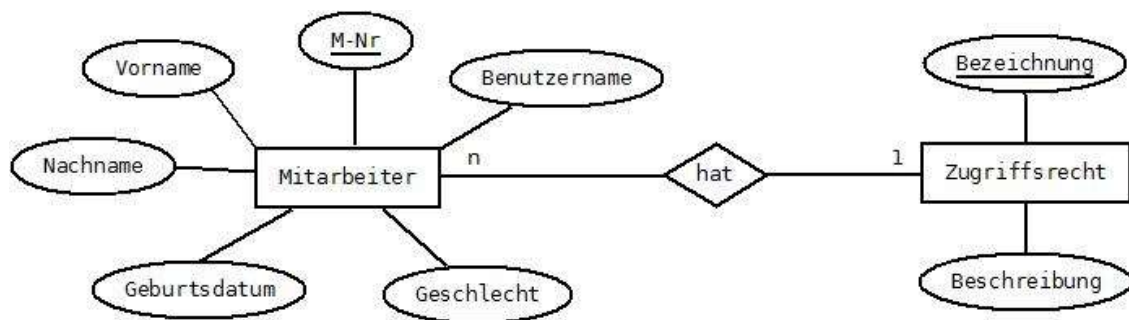 M-Nr
Vorname
Benutzername
Nachname
Mitarbeiter
Geburtsdatum
Geschlecht
n
hat
1
Bezeichnung
Zugriffsrecht
Beschreibung